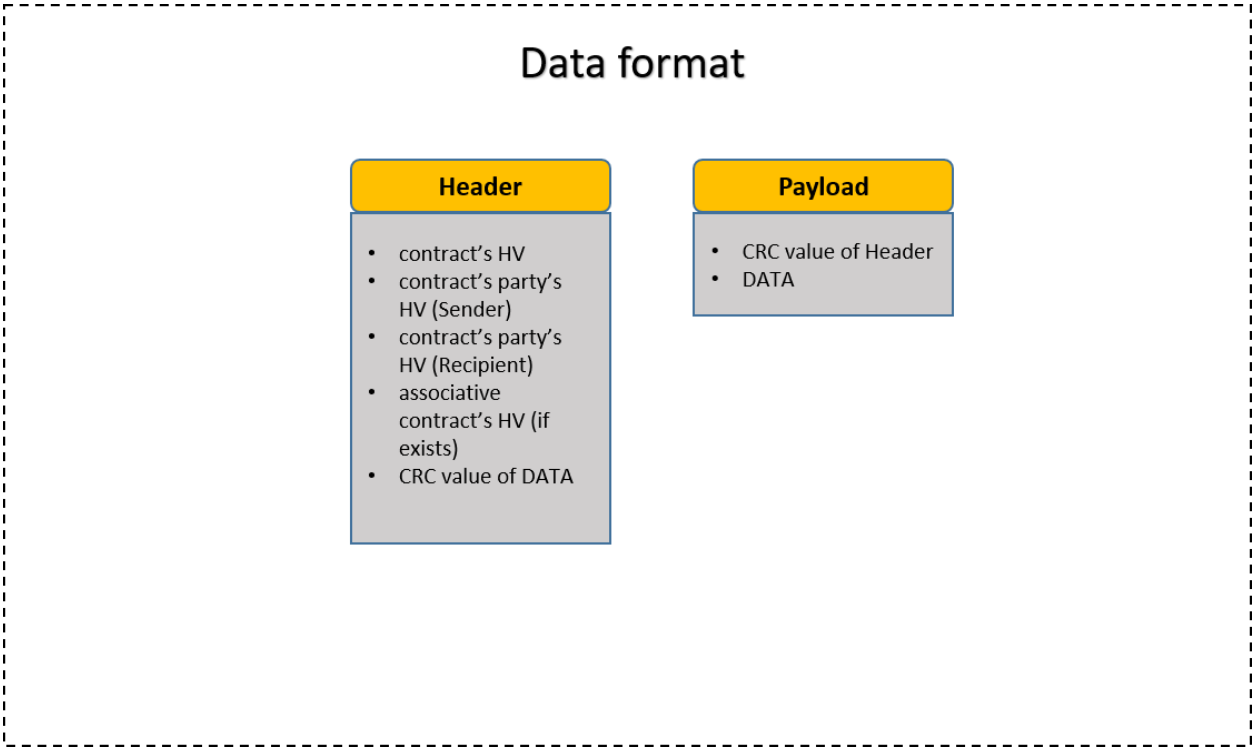 Data format
Header
• contract’s HV
• contract’s party’s
HV (Sender)
• contract’s party’s
HV (Recipient)
• associative
contract’s HV (if
exists)
• CRC value of DATA
Payload
• CRC value of Header
• DATA